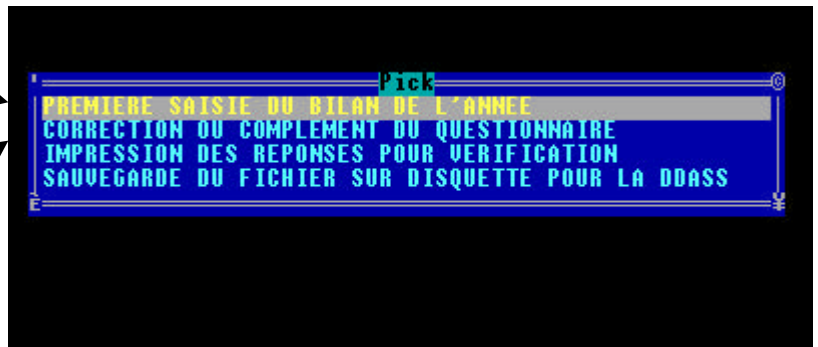 Pick
PREMIERE SAISIE DU BILAN DE L'ANNEE
CORRECTION OU COMPLEMENT DU QUESTIONNAIRE
IMPRESSION DES REPONSES POUR VERIFICATION
SAUVEGARDE DU FICHIER SUR DISQUETTE POUR LA DDASS